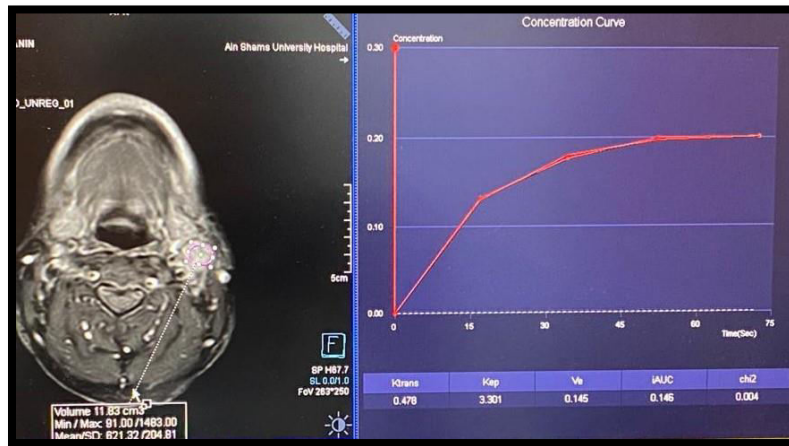 ANIN
Ain Shams University Hospital
O_UNREG_01
5cm
F
SP H67.7
SL 0.0/1.0
FoV 263*250
Volume 11.83 cm3
Min / Max: 91.00 /1463.00
Mean/SD: 621.32 /204.81
Concentration Curve
Concentration
0.30
0.20
0.10
0.00
0
15
30
45
60
75
Time(Sec)
Ktrans Kep Ve iAUC chi2
0.478 3.301 0.145 0.146 0.004